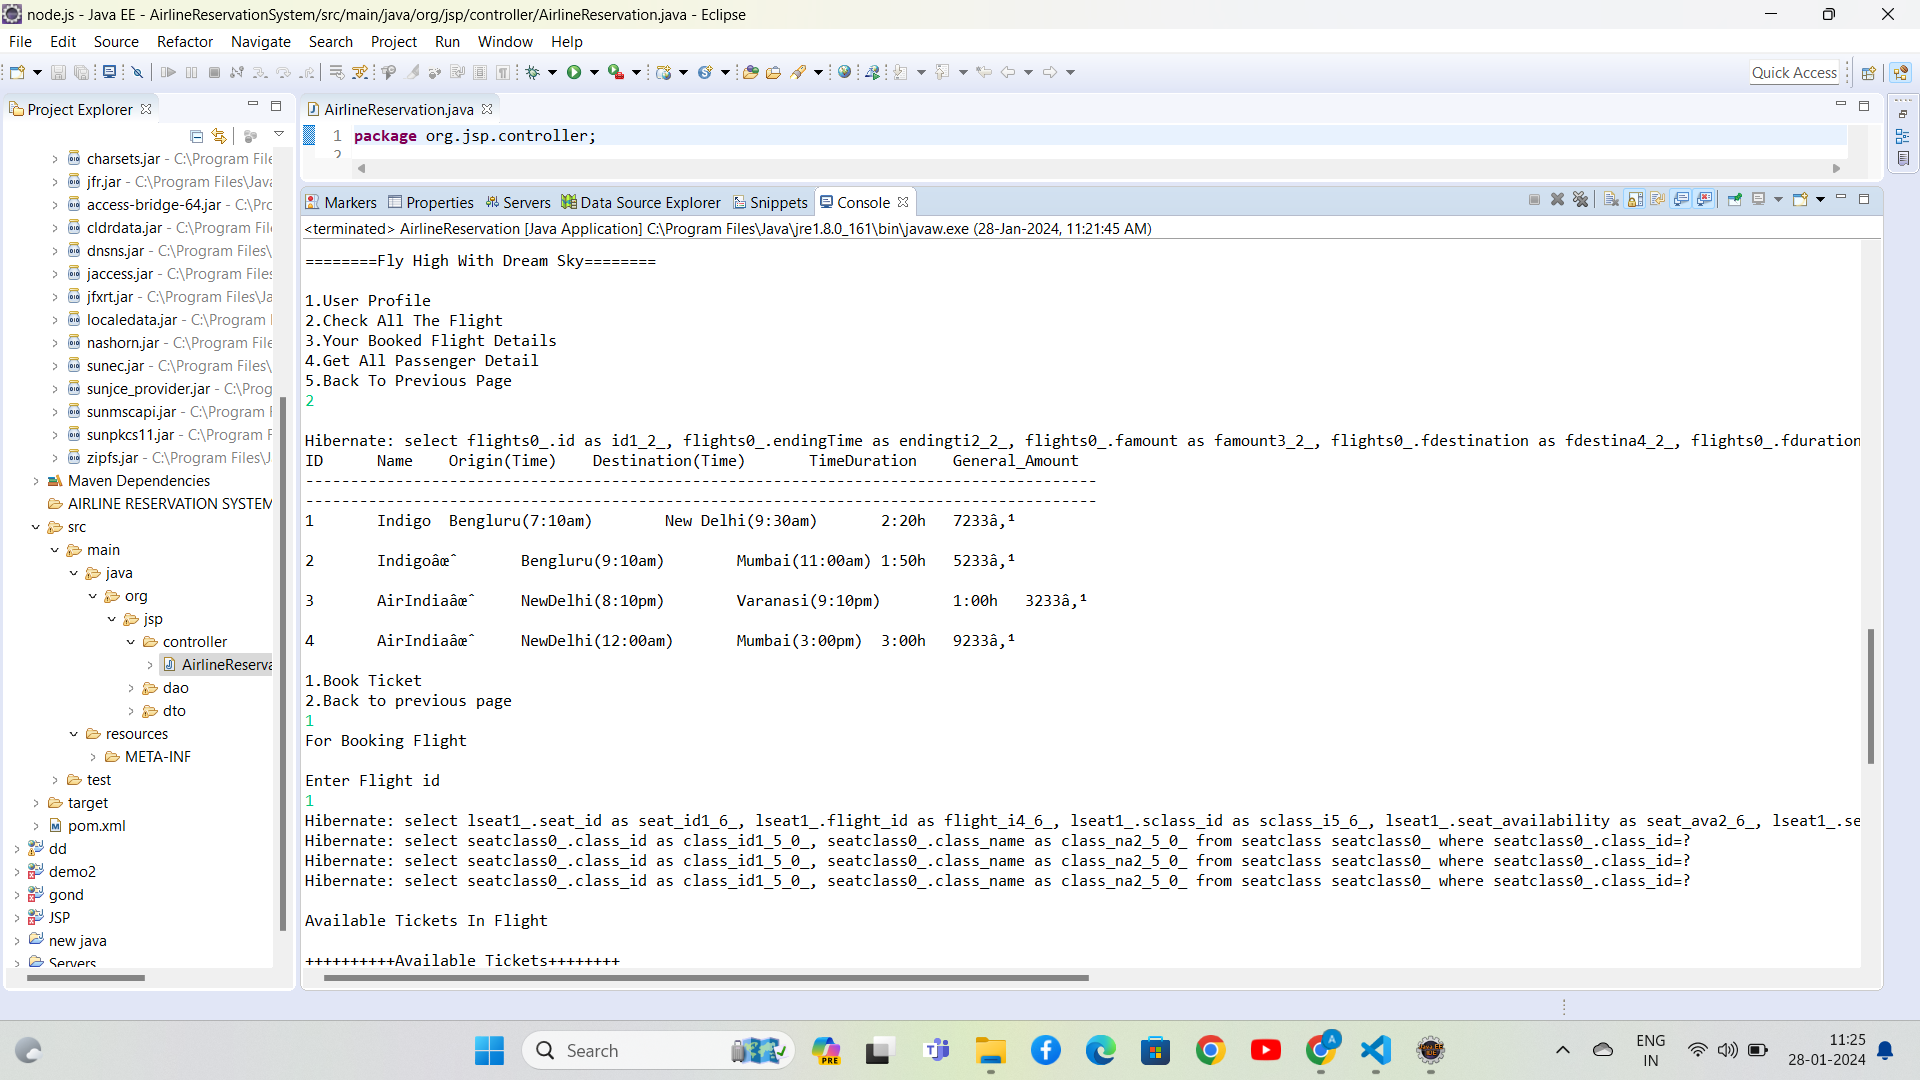 node.js - Java EE - AirlineReservationSystem/src/main/java/org/jsp/controller/AirlineReservation.java - Eclipse
File Edit Source Refactor Navigate Search Project Run Window Help
Quick Access
Project Explorer
charsets.jar - C:\Program File
jfr.jar - C:\Program Files\Java
access-bridge-64.jar - C:\Prc
cldrdata.jar - C:\Program File
dnsns.jar - C:\Program Files\
jaccess.jar - C:\Program Files
jfxrt.jar - C:\Program Files\Ja
localedata.jar - C:\Program
nashorn.jar - C:\Program File
sunec.jar - C:\Program Files\
sunjce_provider.jar - C:\Prog
sunmscapi.jar - C:\Program F
sunpkcs11.jar - C:\Program F
zipfs.jar - C:\Program Files\J
Maven Dependencies
AIRLINE RESERVATION SYSTEM
src
main
java
org
jsp
controller
AirlineReserva
dao
dto
resources
META-INF
test
target
pom.xml
dd
demo2
gond
JSP
new java
Servers
AirlineReservation.java
1 package org.jsp.controller;
2
Markers Properties Servers Data Source Explorer Snippets Console
<terminated> AirlineReservation [Java Application] C:\Program Files\Java\jre1.8.0_161\bin\javaw.exe (28-Jan-2024, 11:21:45 AM)
========Fly High With Dream Sky========
1.User Profile
2.Check All The Flight
3.Your Booked Flight Details
4.Get All Passenger Detail
5.Back To Previous Page
2
Hibernate: select flights0_.id as id1_2_, flights0_.endingTime as endingti2_2_, flights0_.famount as famount3_2_, flights0_.fdestination as fdestina4_2_, flights0_.fduration
ID Name Origin(Time) Destination(Time) TimeDuration General_Amount
----------------------------------------------------------------------------------------
----------------------------------------------------------------------------------------
1 Indigo Bengluru(7:10am) New Delhi(9:30am) 2:20h 7233â‚¹
2 Indigoâœˆ Bengluru(9:10am) Mumbai(11:00am) 1:50h 5233â‚¹
3 AirIndiaâœˆ NewDelhi(8:10pm) Varanasi(9:10pm) 1:00h 3233â‚¹
4 AirIndiaâœˆ NewDelhi(12:00am) Mumbai(3:00pm) 3:00h 9233â‚¹
1.Book Ticket
2.Back to previous page
1
For Booking Flight
Enter Flight id
1
Hibernate: select lseat1_.seat_id as seat_id1_6_, lseat1_.flight_id as flight_i4_6_, lseat1_.sclass_id as sclass_i5_6_, lseat1_.seat_availability as seat_ava2_6_, lseat1_.se
Hibernate: select seatclass0_.class_id as class_id1_5_0_, seatclass0_.class_name as class_na2_5_0_ from seatclass seatclass0_ where seatclass0_.class_id=?
Hibernate: select seatclass0_.class_id as class_id1_5_0_, seatclass0_.class_name as class_na2_5_0_ from seatclass seatclass0_ where seatclass0_.class_id=?
Hibernate: select seatclass0_.class_id as class_id1_5_0_, seatclass0_.class_name as class_na2_5_0_ from seatclass seatclass0_ where seatclass0_.class_id=?
Available Tickets In Flight
++++++++++Available Tickets++++++++
Search
PRE
A
ENG
IN
11:25
28-01-2024